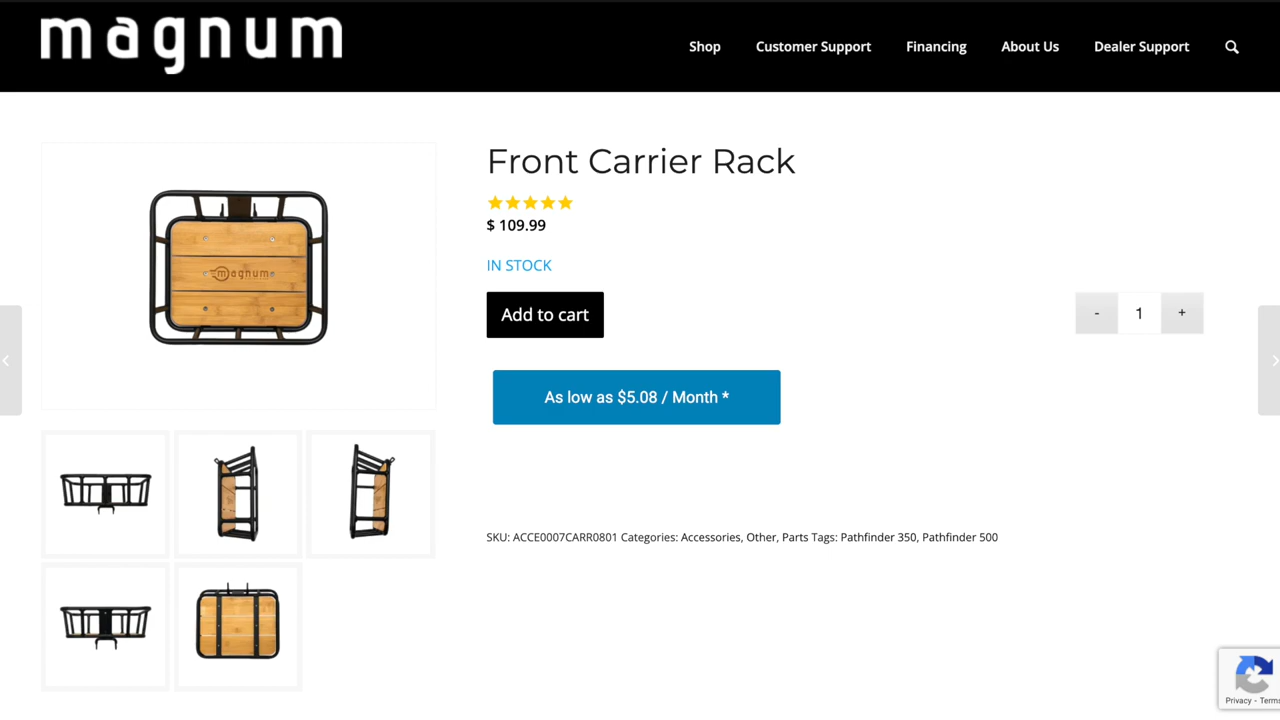 magnum
Shop Customer Support Financing About Us Dealer Support
Front Carrier Rack
$ 109.99
IN STOCK
magnum
Add to cart
- 1 +
As low as $5.08 / Month *
SKU: ACCE0007CARR0801 Categories: Accessories, Other, Parts Tags: Pathfinder 350, Pathfinder 500
Privacy - Terms